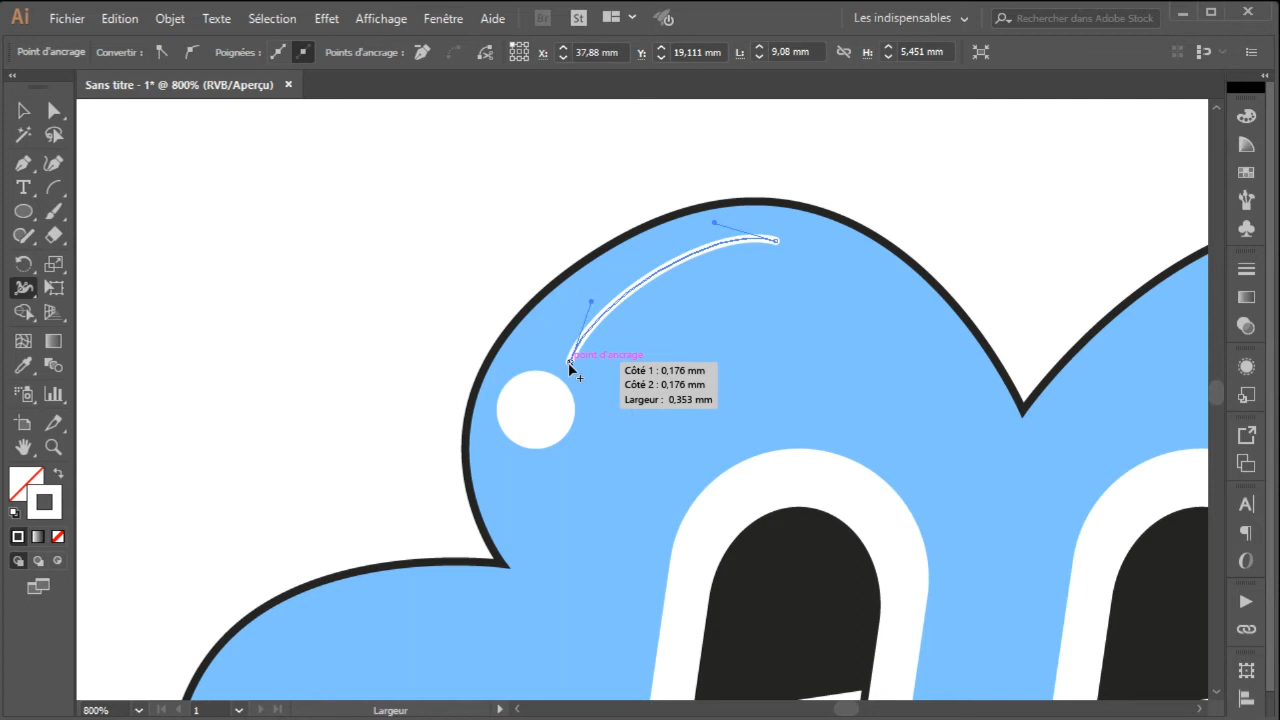 Ai Fichier Edition Objet Texte Sélection Effet Affichage Fenêtre Aide Br St Les indispensables Rechercher dans Adobe Stock
Point d'ancrage Convertir : Poignées : Points d'ancrage : X: 37,88 mm Y: 19,111 mm L: 9,08 mm H: 5,451 mm
Sans titre - 1* @ 800% (RVB/Aperçu)
point d'ancrage
Côté 1 : 0,176 mm
Côté 2 : 0,176 mm
Largeur : 0,353 mm
800% 1 Largeur